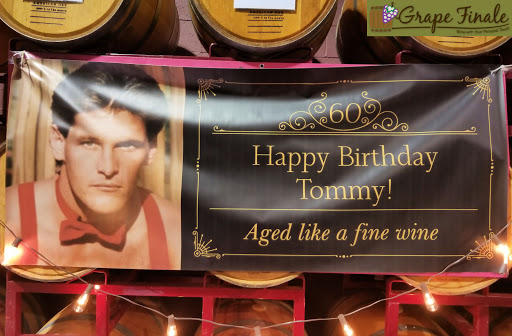 Grape Finale
60
Happy Birthday
Tommy!
Aged like a fine wine